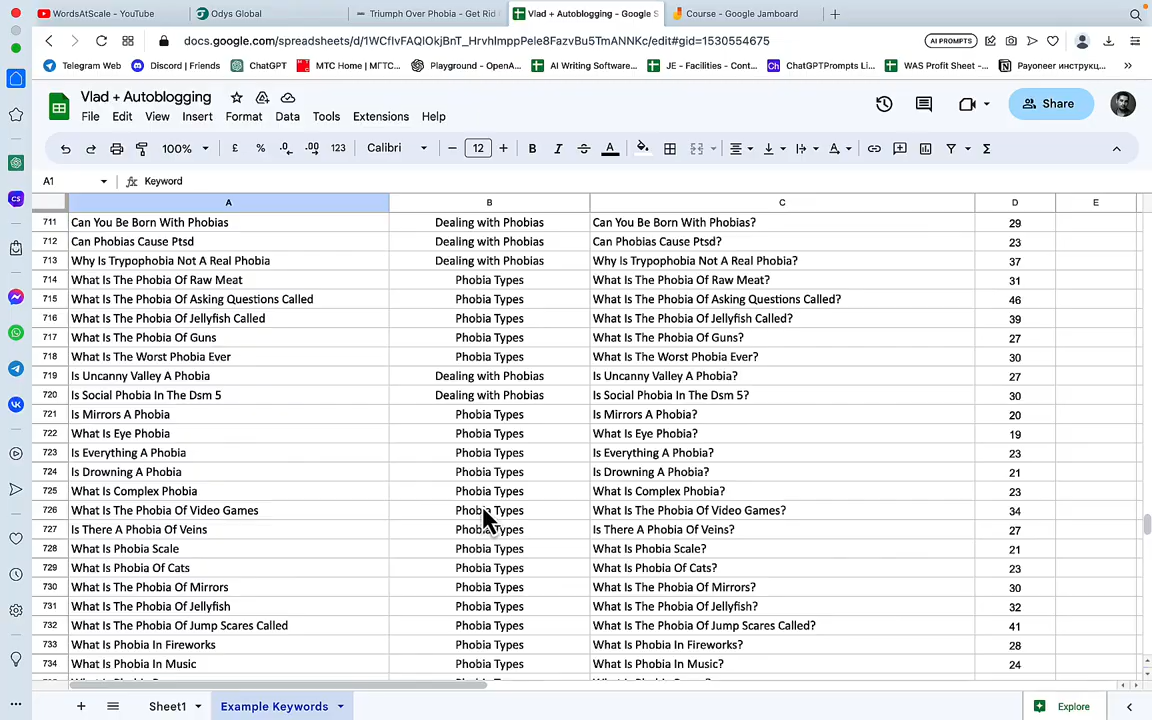 WordsAtScale - YouTube
Odys Global
Triumph Over Phobia - Get Rid
Vlad + Autoblogging - Google S
Course - Google Jamboard
docs.google.com/spreadsheets/d/1WCflvFAQlOkjBnT_HrvhlmppPele8FazvBu5TmANNKc/edit#gid=1530554675
AI PROMPTS
Telegram Web
Discord | Friends
ChatGPT
MTC Home | МТГС...
Playground - OpenA...
AI Writing Software...
JE - Facilities - Cont...
ChatGPTPrompts Li...
WAS Profit Sheet -...
Payoneer инструкц...
Vlad + Autoblogging
File Edit View Insert Format Data Tools Extensions Help
Share
100% £ % .0 .00 123 Calibri 12 B I A
A1 fx Keyword
A B C D E
711 Can You Be Born With Phobias Dealing with Phobias Can You Be Born With Phobias? 29
712 Can Phobias Cause Ptsd Dealing with Phobias Can Phobias Cause Ptsd? 23
713 Why Is Trypophobia Not A Real Phobia Dealing with Phobias Why Is Trypophobia Not A Real Phobia? 37
714 What Is The Phobia Of Raw Meat Phobia Types What Is The Phobia Of Raw Meat? 31
715 What Is The Phobia Of Asking Questions Called Phobia Types What Is The Phobia Of Asking Questions Called? 46
716 What Is The Phobia Of Jellyfish Called Phobia Types What Is The Phobia Of Jellyfish Called? 39
717 What Is The Phobia Of Guns Phobia Types What Is The Phobia Of Guns? 27
718 What Is The Worst Phobia Ever Phobia Types What Is The Worst Phobia Ever? 30
719 Is Uncanny Valley A Phobia Dealing with Phobias Is Uncanny Valley A Phobia? 27
720 Is Social Phobia In The Dsm 5 Dealing with Phobias Is Social Phobia In The Dsm 5? 30
721 Is Mirrors A Phobia Phobia Types Is Mirrors A Phobia? 20
722 What Is Eye Phobia Phobia Types What Is Eye Phobia? 19
723 Is Everything A Phobia Phobia Types Is Everything A Phobia? 23
724 Is Drowning A Phobia Phobia Types Is Drowning A Phobia? 21
725 What Is Complex Phobia Phobia Types What Is Complex Phobia? 23
726 What Is The Phobia Of Video Games Phobia Types What Is The Phobia Of Video Games? 34
727 Is There A Phobia Of Veins Phobia Types Is There A Phobia Of Veins? 27
728 What Is Phobia Scale Phobia Types What Is Phobia Scale? 21
729 What Is Phobia Of Cats Phobia Types What Is Phobia Of Cats? 23
730 What Is The Phobia Of Mirrors Phobia Types What Is The Phobia Of Mirrors? 30
731 What Is The Phobia Of Jellyfish Phobia Types What Is The Phobia Of Jellyfish? 32
732 What Is The Phobia Of Jump Scares Called Phobia Types What Is The Phobia Of Jump Scares Called? 41
733 What Is Phobia In Fireworks Phobia Types What Is Phobia In Fireworks? 28
734 What Is Phobia In Music Phobia Types What Is Phobia In Music? 24
Sheet1 Example Keywords Explore